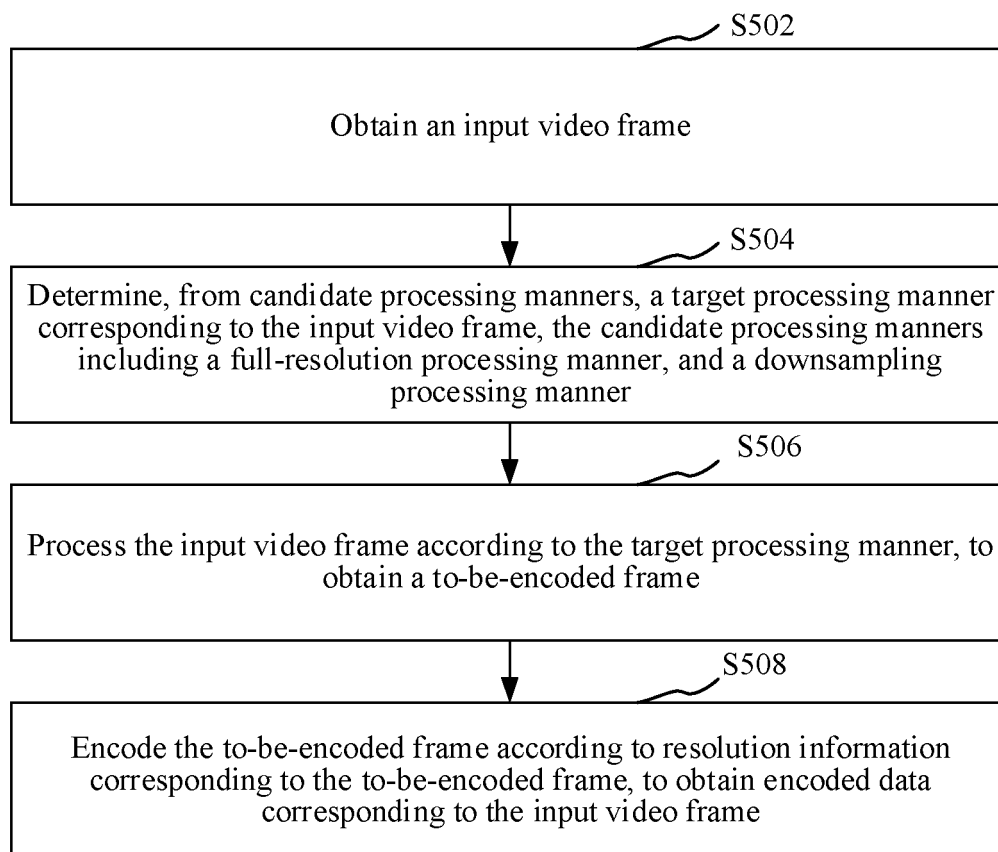 S502
Obtain an input video frame
S504
Determine, from candidate processing manners, a target processing manner
corresponding to the input video frame, the candidate processing manners
including a full-resolution processing manner, and a downsampling
processing manner
S506
Process the input video frame according to the target processing manner, to
obtain a to-be-encoded frame
S508
Encode the to-be-encoded frame according to resolution information
corresponding to the to-be-encoded frame, to obtain encoded data
corresponding to the input video frame